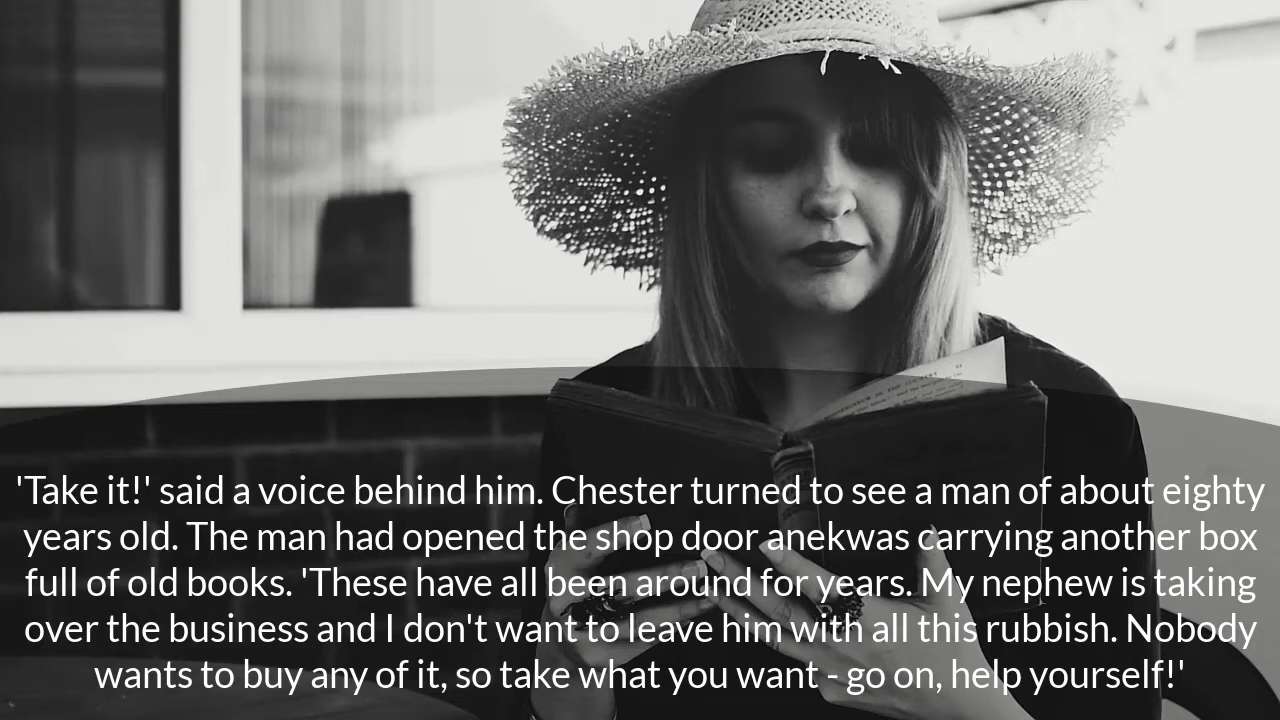 'Take it!' said a voice behind him. Chester turned to see a man of about eighty
years old. The man had opened the shop door anekwas carrying another box
full of old books. 'These have all been around for years. My nephew is taking
over the business and I don't want to leave him with all this rubbish. Nobody
wants to buy any of it, so take what you want - go on, help yourself!'